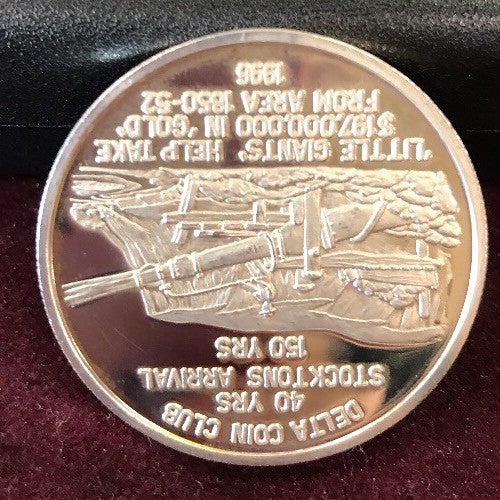 DELTA COIN CLUB
40 YRS
STOCKTONS ARRIVAL
150 YRS
'LITTLE GIANTS' HELP TAKE
$197,000,000 IN 'GOLD'
FROM AREA 1850-52
1996